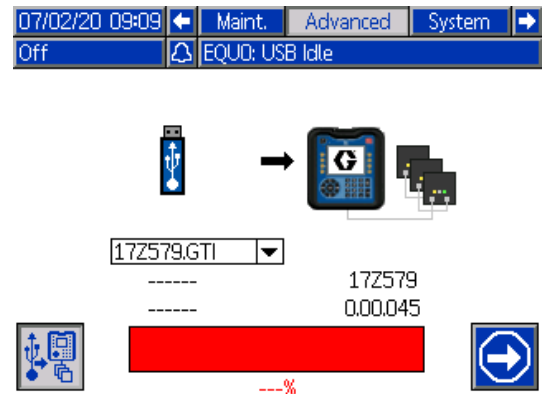 07/02/20 09:09 Maint. Advanced System
Off EQU0: USB Idle
G
17Z579.GTI
------ 17Z579
------ 0.00.045
---%